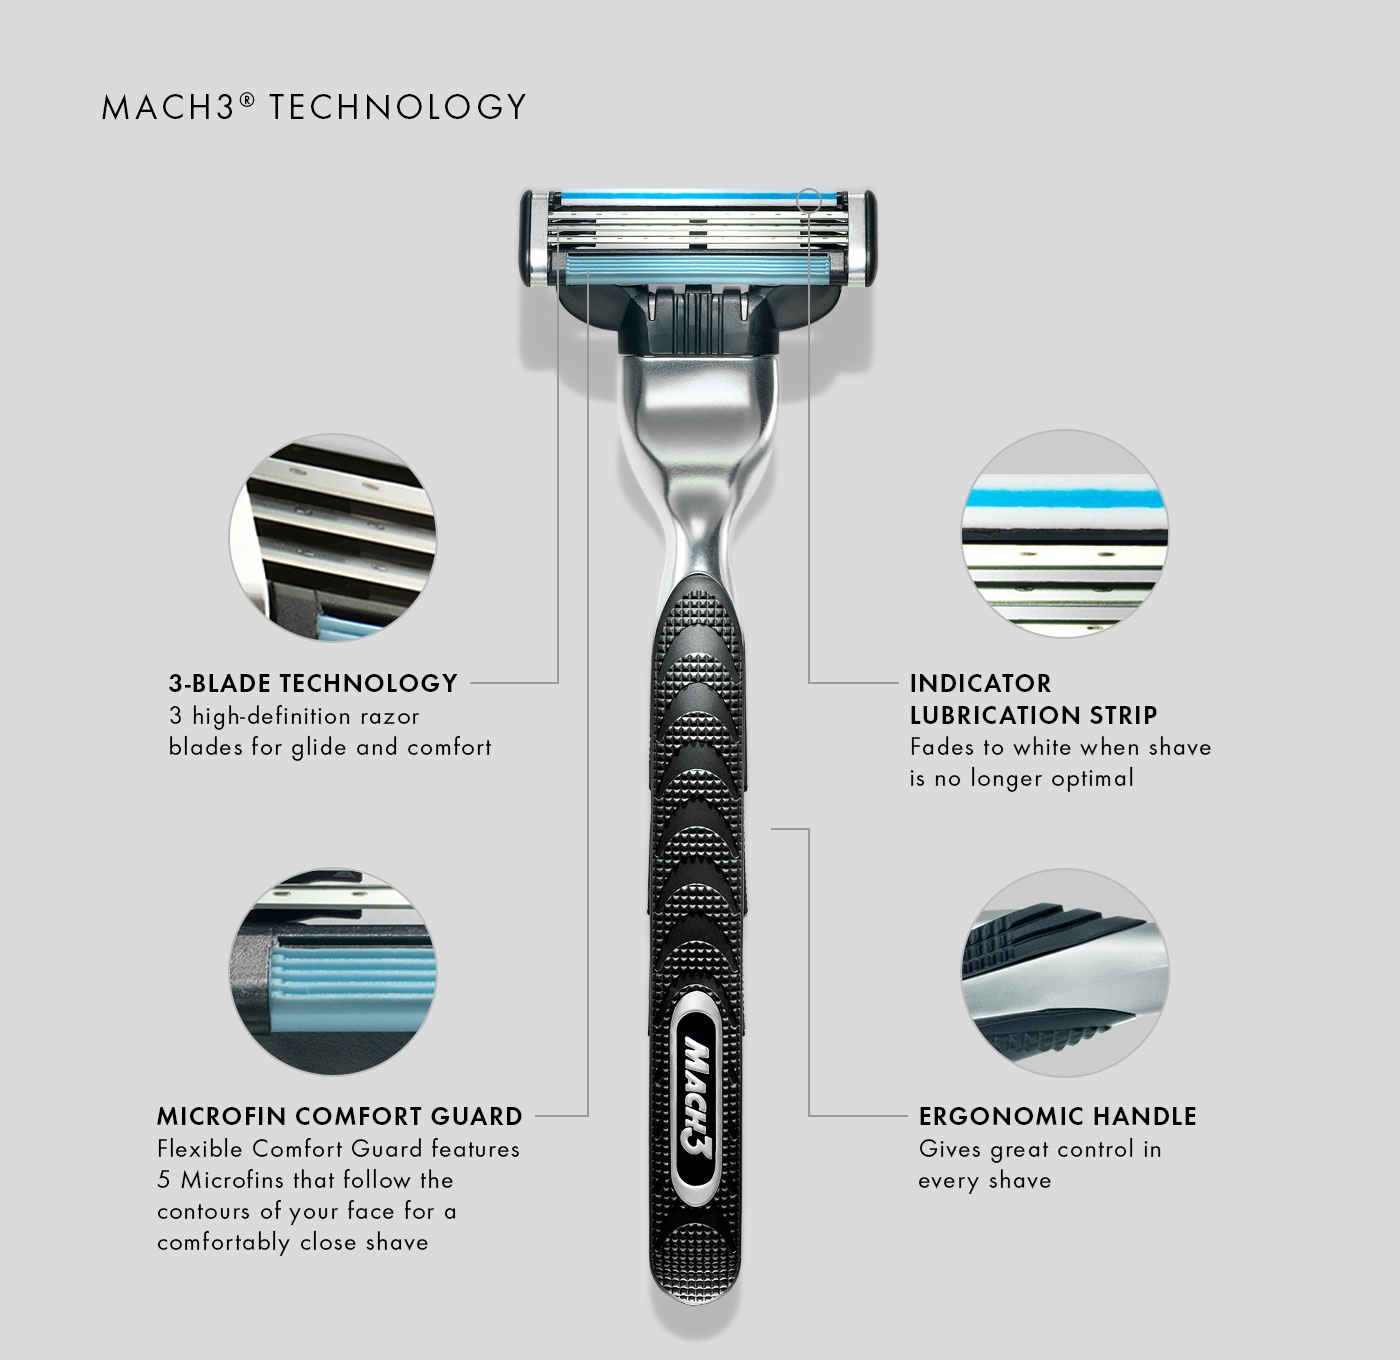 MACH3® TECHNOLOGY
3-BLADE TECHNOLOGY
3 high-definition razor
blades for glide and comfort
INDICATOR
LUBRICATION STRIP
Fades to white when shave
is no longer optimal
MICROFIN COMFORT GUARD
Flexible Comfort Guard features
5 Microfins that follow the
contours of your face for a
comfortably close shave
ERGONOMIC HANDLE
Gives great control in
every shave
MACH3